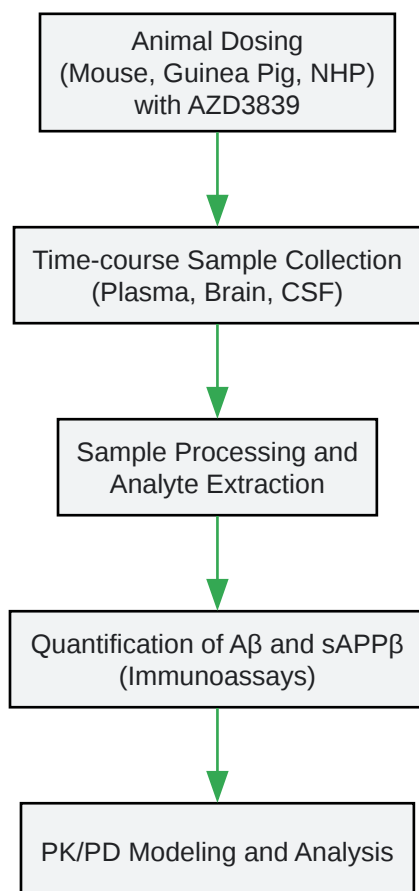 Animal Dosing
(Mouse, Guinea Pig, NHP)
with AZD3839
Time-course Sample Collection
(Plasma, Brain, CSF)
Sample Processing and
Analyte Extraction
Quantification of Aβ and sAPPβ
(Immunoassays)
PK/PD Modeling and Analysis